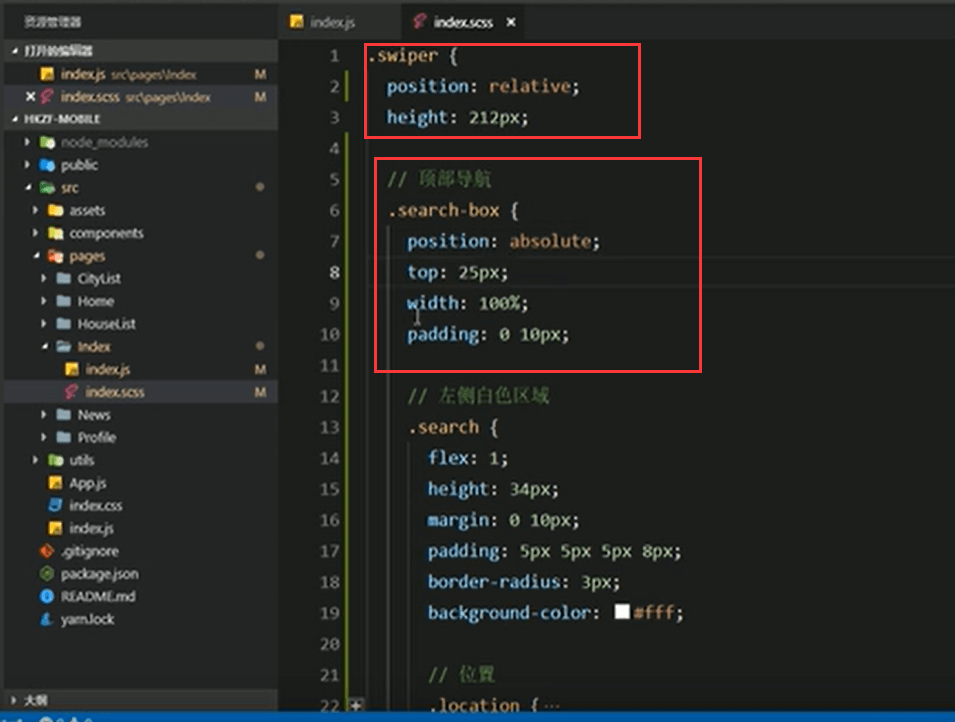 资源管理器
index.js
index.scss ×
打开的编辑器
index.js src\pages\Index M
× index.scss src\pages\Index M
HKZF-MOBILE
node_modules
public
src
assets
components
pages
CityList
Home
HouseList
Index
index.js M
index.scss M
News
Profile
utils
App.js
index.css
index.js
.gitignore
package.json
README.md
yarn.lock
大纲
1 .swiper {
2 position: relative;
3 height: 212px;
4
5 // 顶部导航
6 .search-box {
7 position: absolute;
8 top: 25px;
9 width: 100%;
10 padding: 0 10px;
11
12 // 左侧白色区域
13 .search {
14 flex: 1;
15 height: 34px;
16 margin: 0 10px;
17 padding: 5px 5px 5px 8px;
18 border-radius: 3px;
19 background-color: #fff;
20
21 // 位置
22 .location {···